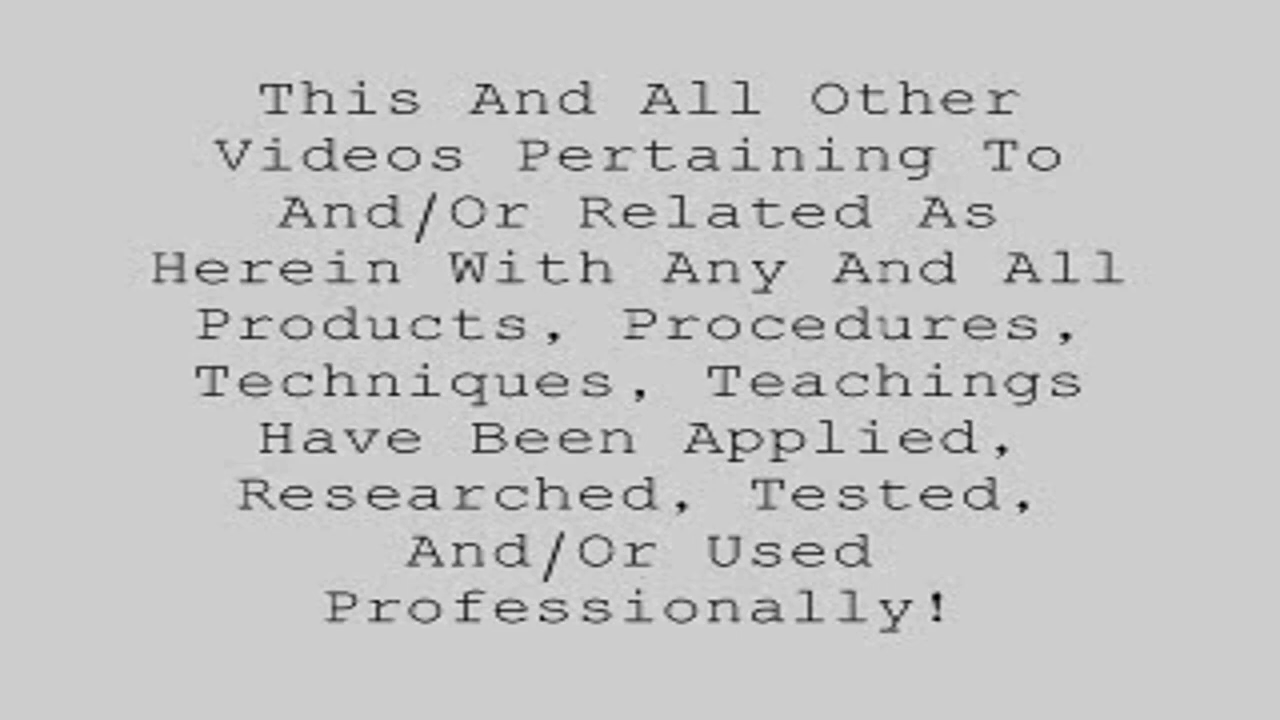 This And All Other
Videos Pertaining To
And/Or Related As
Herein With Any And All
Products, Procedures,
Techniques, Teachings
Have Been Applied,
Researched, Tested,
And/Or Used
Professionally!